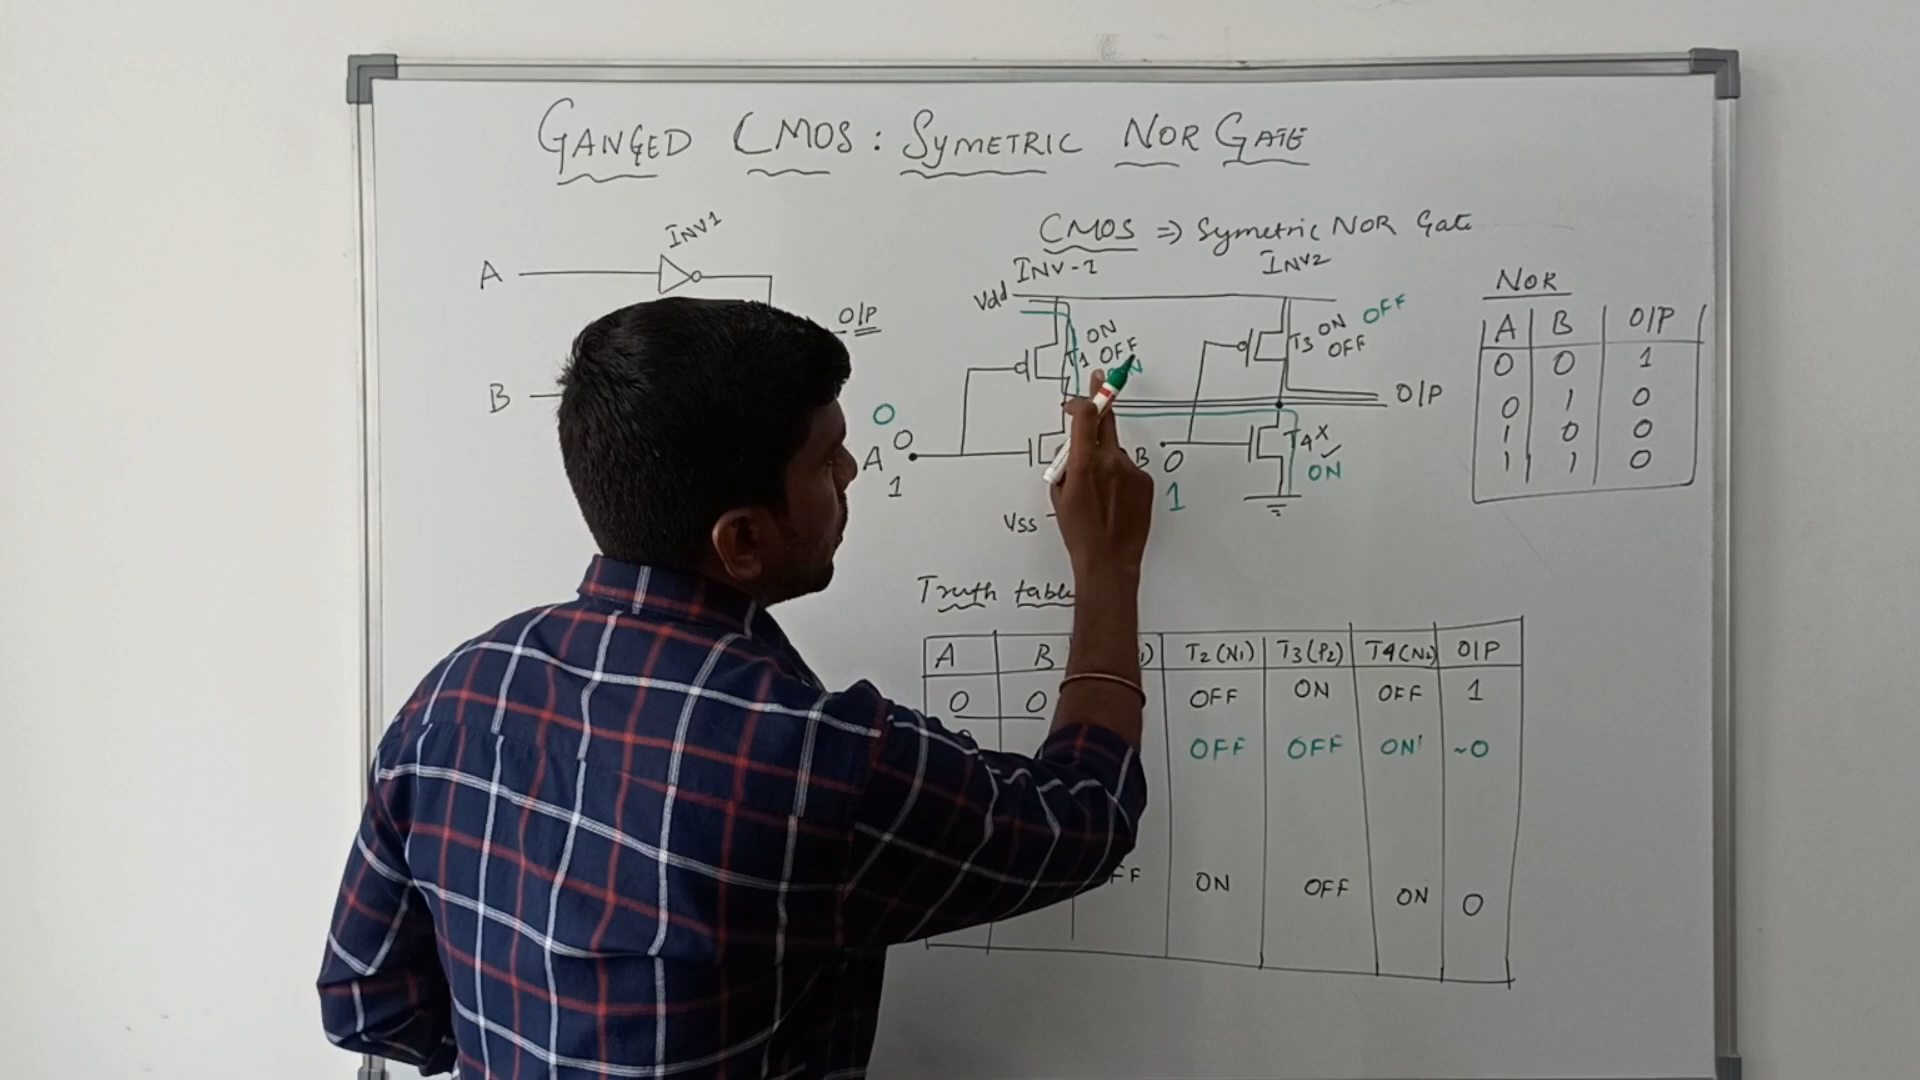 GANGED CMOS: SYMETRIC NOR GATE
INV1
A
O/P
B
CMOS ⇒ Symetric NOR Gate
INV-1
INV2
Vdd
ON
OFF
ON
T1
T3 ON OFF
OFF
O/P
0
0
A
1
B
0
1
T4 X ✓
ON
Vss
NOR
A B O/P
0 0 1
0 1 0
1 0 0
1 1 0
Truth table
A B T2(N1) T3(P2) T4(N2) O/P
0 0 OFF ON OFF 1
OFF OFF ON ~0
ON OFF ON 0